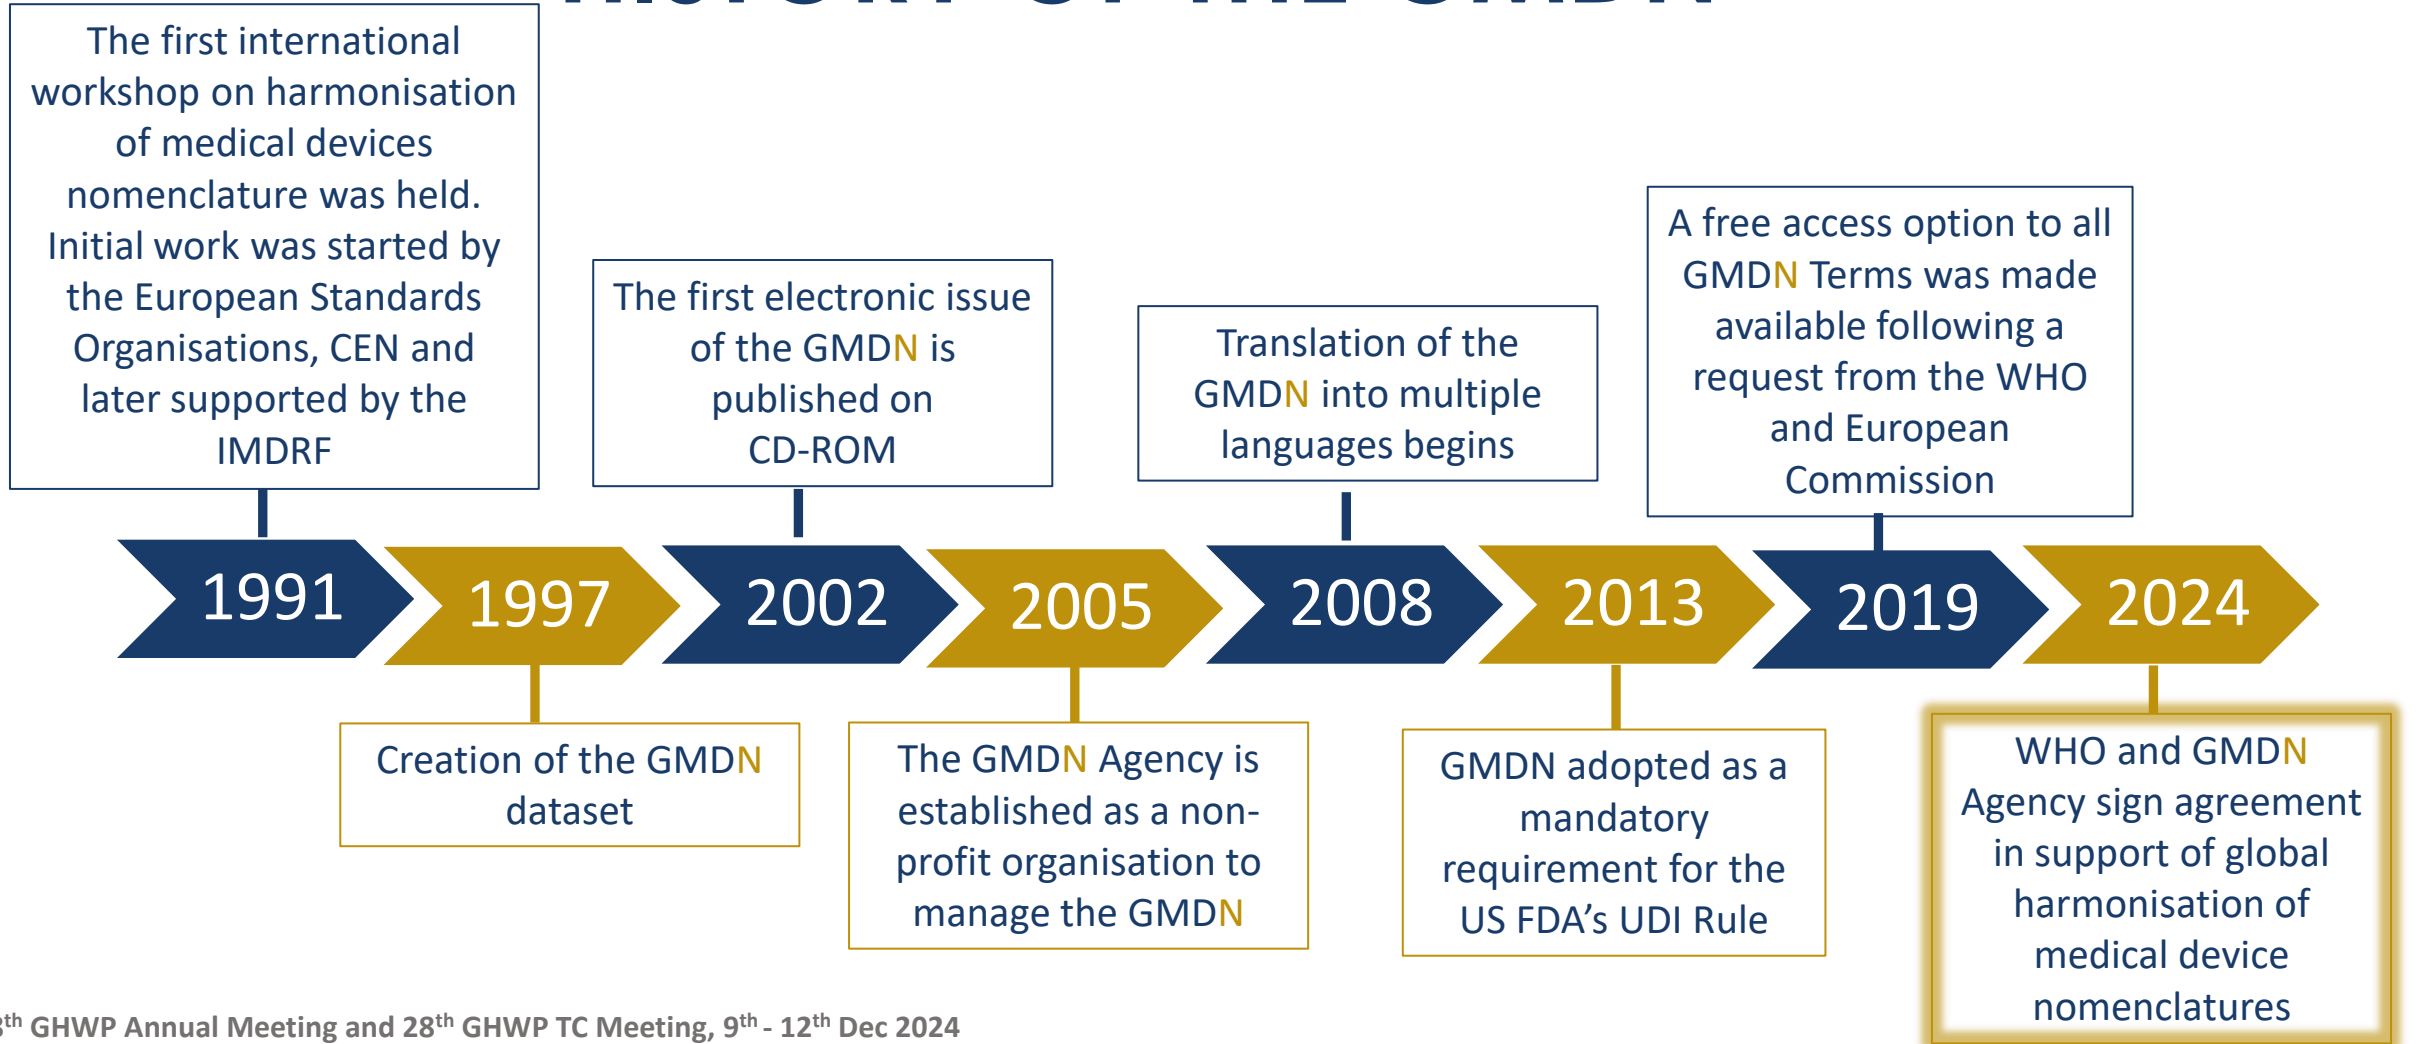 HISTORY OF THE GMDN
The first international
workshop on harmonisation
of medical devices
nomenclature was held.
Initial work was started by
the European Standards
Organisations, CEN and
later supported by the
IMDRF
The first electronic issue
of the GMDN is
published on
CD-ROM
Translation of the
GMDN into multiple
languages begins
A free access option to all
GMDN Terms was made
available following a
request from the WHO
and European
Commission
1991
1997
2002
2005
2008
2013
2019
2024
Creation of the GMDN
dataset
The GMDN Agency is
established as a non-
profit organisation to
manage the GMDN
GMDN adopted as a
mandatory
requirement for the
US FDA’s UDI Rule
WHO and GMDN
Agency sign agreement
in support of global
harmonisation of
medical device
nomenclatures
th GHWP Annual Meeting and 28th GHWP TC Meeting, 9th - 12th Dec 2024